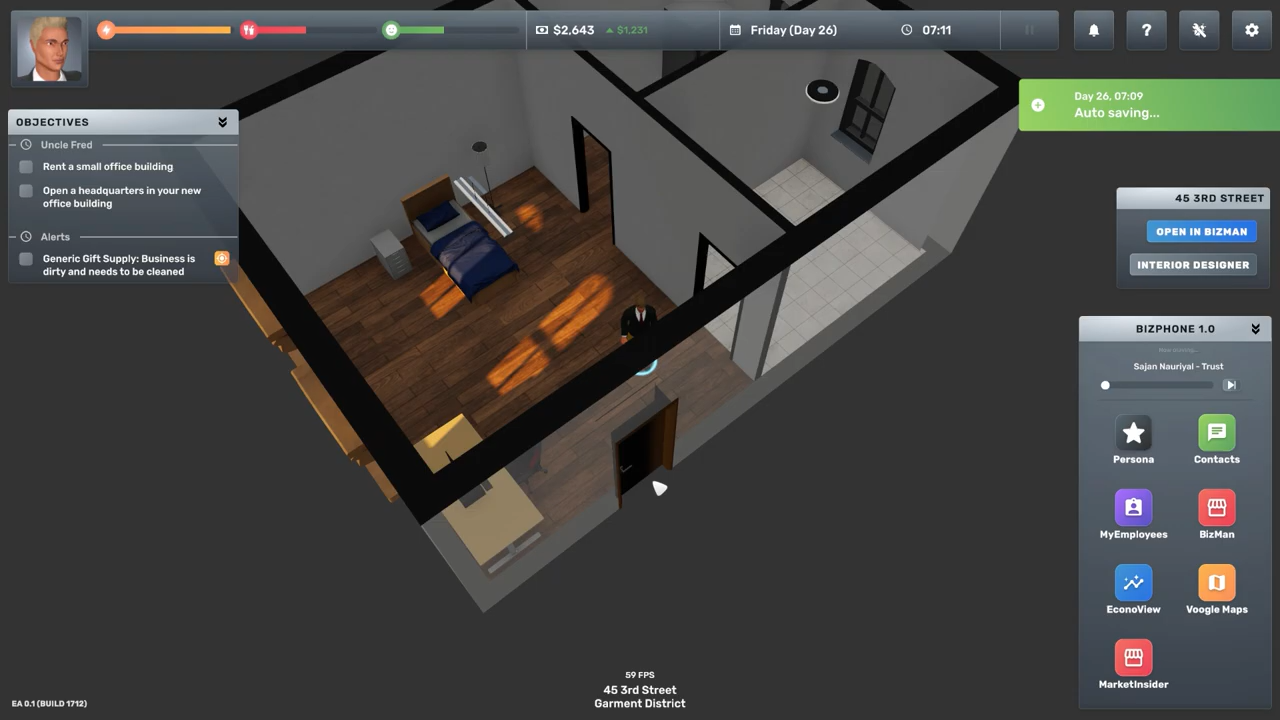 $2,643
$1,231
Friday (Day 26)
07:11
?
OBJECTIVES
Uncle Fred
Rent a small office building
Open a headquarters in your new
office building
Alerts
Generic Gift Supply: Business is
dirty and needs to be cleaned
Day 26, 07:09
Auto saving...
45 3RD STREET
OPEN IN BIZMAN
INTERIOR DESIGNER
BIZPHONE 1.0
Sajan Nauriyal - Trust
Persona
Contacts
MyEmployees
BizMan
EconoView
Voogle Maps
MarketInsider
59 FPS
45 3rd Street
Garment District
EA 0.1 (BUILD 1712)